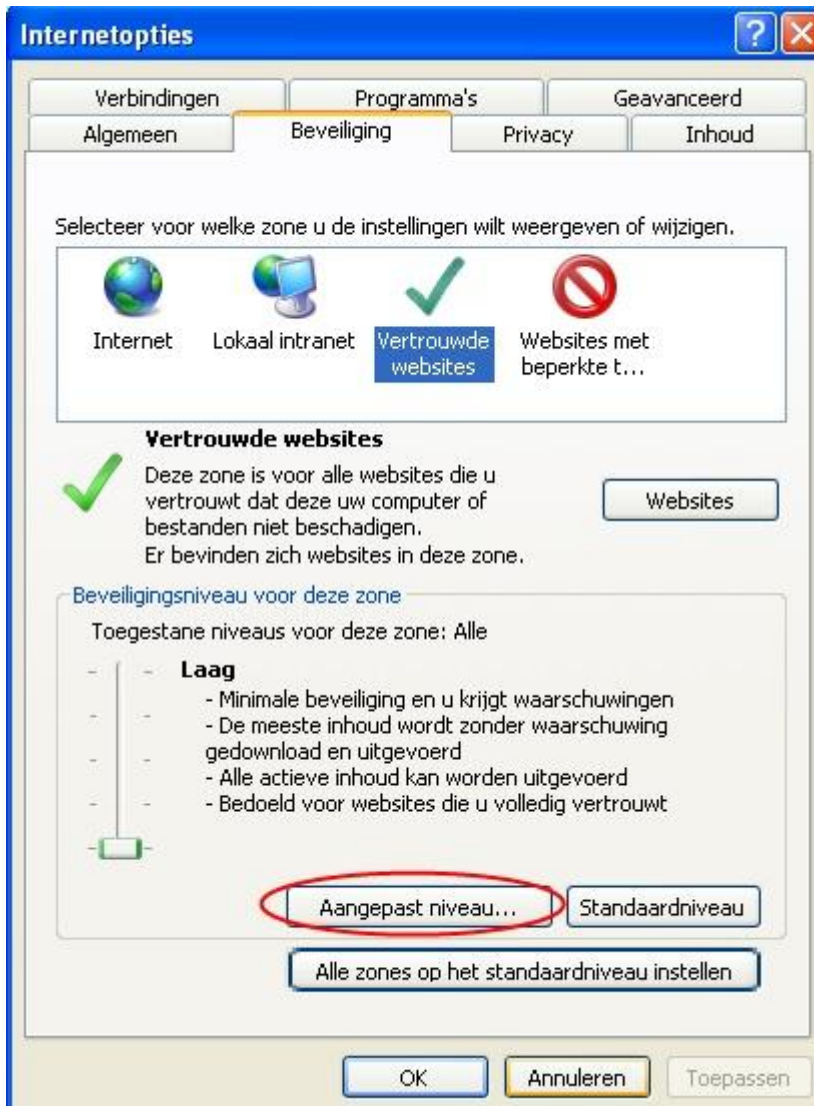 Internetopties
Verbindingen Programma's Geavanceerd
Algemeen Beveiliging Privacy Inhoud
Selecteer voor welke zone u de instellingen wilt weergeven of wijzigen.
Internet Lokaal intranet Vertrouwde websites Websites met beperkte t...
Vertrouwde websites
Deze zone is voor alle websites die u
vertrouwt dat deze uw computer of
bestanden niet beschadigen.
Er bevinden zich websites in deze zone.
Websites
Beveiligingsniveau voor deze zone
Toegestane niveaus voor deze zone: Alle
Laag
- Minimale beveiliging en u krijgt waarschuwingen
- De meeste inhoud wordt zonder waarschuwing
gedownload en uitgevoerd
- Alle actieve inhoud kan worden uitgevoerd
- Bedoeld voor websites die u volledig vertrouwt
Aangepast niveau... Standaardniveau
Alle zones op het standaardniveau instellen
OK Annuleren Toepassen